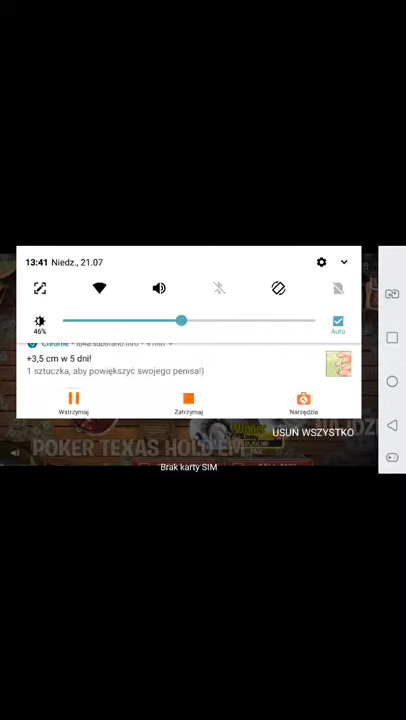 13:41 Niedz., 21.07
46%
Auto
Chrome
+3,5 cm w 5 dni!
1 sztuczka, aby powiększyć swojego penisa!)
Wstrzymaj
Zatrzymaj
Narzędzia
USUŃ WSZYSTKO
POKER TEXAS HOLD'EM
Brak karty SIM